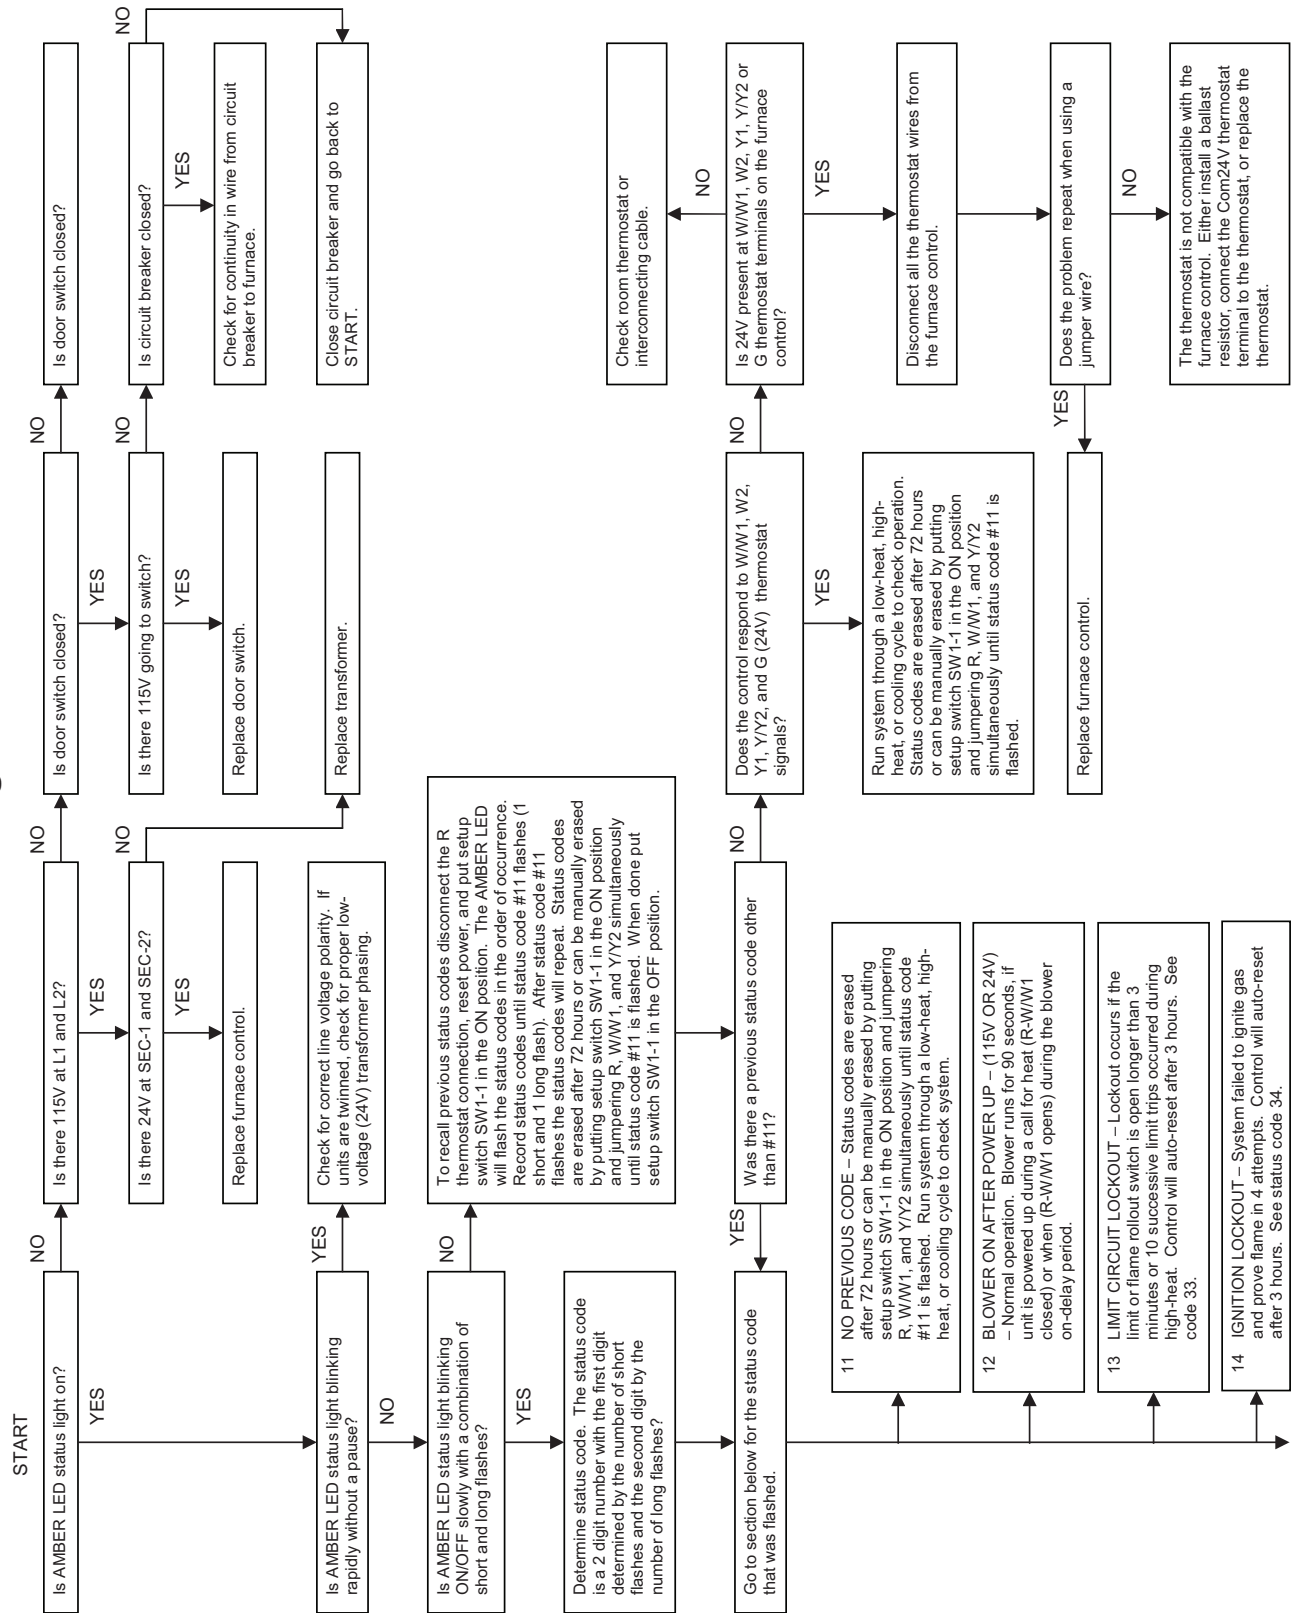 START
Is AMBER LED status light on?
NO
YES
Is there 115V at L1 and L2?
NO
YES
Is door switch closed?
NO
YES
Is door switch closed?
Is there 24V at SEC-1 and SEC-2?
NO
YES
Is there 115V going to switch?
NO
YES
Is circuit breaker closed?
NO
YES
Replace furnace control.
Replace door switch.
Check for continuity in wire from circuit
breaker to furnace.
Is AMBER LED status light blinking
rapidly without a pause?
YES
NO
Check for correct line voltage polarity. If
units are twinned, check for proper low-
voltage (24V) transformer phasing.
Replace transformer.
Close circuit breaker and go back to
START.
Is AMBER LED status light blinking
ON/OFF slowly with a combination of
short and long flashes?
NO
YES
To recall previous status codes disconnect the R
thermostat connection, reset power, and put setup
switch SW1-1 in the ON position. The AMBER LED
will flash the status codes in the order of occurrence.
Record status codes until status code #11 flashes (1
short and 1 long flash). After status code #11
flashes the status codes will repeat. Status codes
are erased after 72 hours or can be manually erased
by putting setup switch SW1-1 in the ON position
and jumpering R, W/W1, and Y/Y2 simultaneously
until status code #11 is flashed. When done put
setup switch SW1-1 in the OFF position.
Determine status code. The status code
is a 2 digit number with the first digit
determined by the number of short
flashes and the second digit by the
number of long flashes?
Check room thermostat or
interconnecting cable.
NO
Go to section below for the status code
that was flashed.
YES
Was there a previous status code other
than #11?
NO
Does the control respond to W/W1, W2,
Y1, Y/Y2, and G (24V) thermostat
signals?
NO
YES
Is 24V present at W/W1, W2, Y1, Y/Y2 or
G thermostat terminals on the furnace
control?
YES
11 NO PREVIOUS CODE – Status codes are erased
after 72 hours or can be manually erased by putting
setup switch SW1-1 in the ON position and jumpering
R, W/W1, and Y/Y2 simultaneously until status code
#11 is flashed. Run system through a low-heat, high-
heat, or cooling cycle to check system.
Run system through a low-heat, high-
heat, or cooling cycle to check operation.
Status codes are erased after 72 hours
or can be manually erased by putting
setup switch SW1-1 in the ON position
and jumpering R, W/W1, and Y/Y2
simultaneously until status code #11 is
flashed.
Disconnect all the thermostat wires from
the furnace control.
12 BLOWER ON AFTER POWER UP – (115V OR 24V)
– Normal operation. Blower runs for 90 seconds, if
unit is powered up during a call for heat (R-W/W1
closed) or when (R-W/W1 opens) during the blower
on-delay period.
Replace furnace control.
YES
Does the problem repeat when using a
jumper wire?
NO
13 LIMIT CIRCUIT LOCKOUT – Lockout occurs if the
limit or flame rollout switch is open longer than 3
minutes or 10 successive limit trips occurred during
high-heat. Control will auto-reset after 3 hours. See
code 33.
The thermostat is not compatible with the
furnace control. Either install a ballast
resistor, connect the Com24V thermostat
terminal to the thermostat, or replace the
thermostat.
14 IGNITION LOCKOUT – System failed to ignite gas
and prove flame in 4 attempts. Control will auto-reset
after 3 hours. See status code 34.